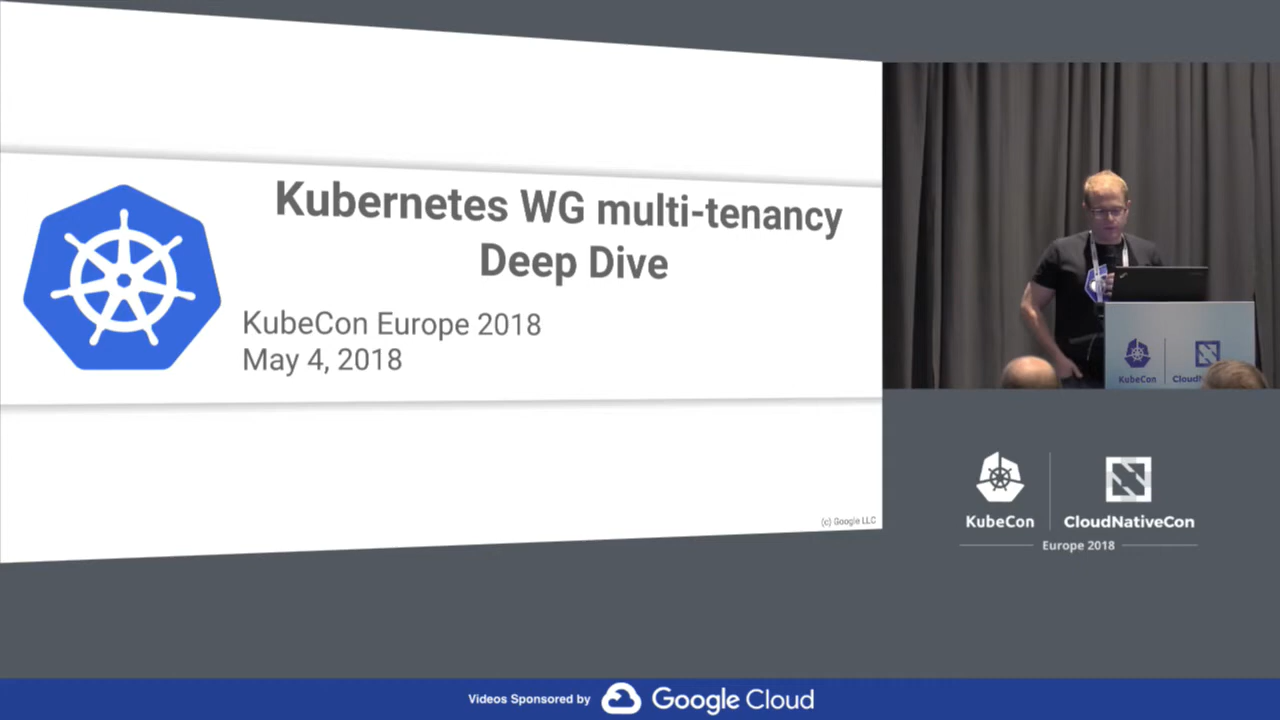 Kubernetes WG multi-tenancy
Deep Dive
KubeCon Europe 2018
May 4, 2018
(c) Google LLC
KubeCon
CloudNativeCon
KubeCon
CloudNativeCon
Europe 2018
Videos Sponsored by Google Cloud